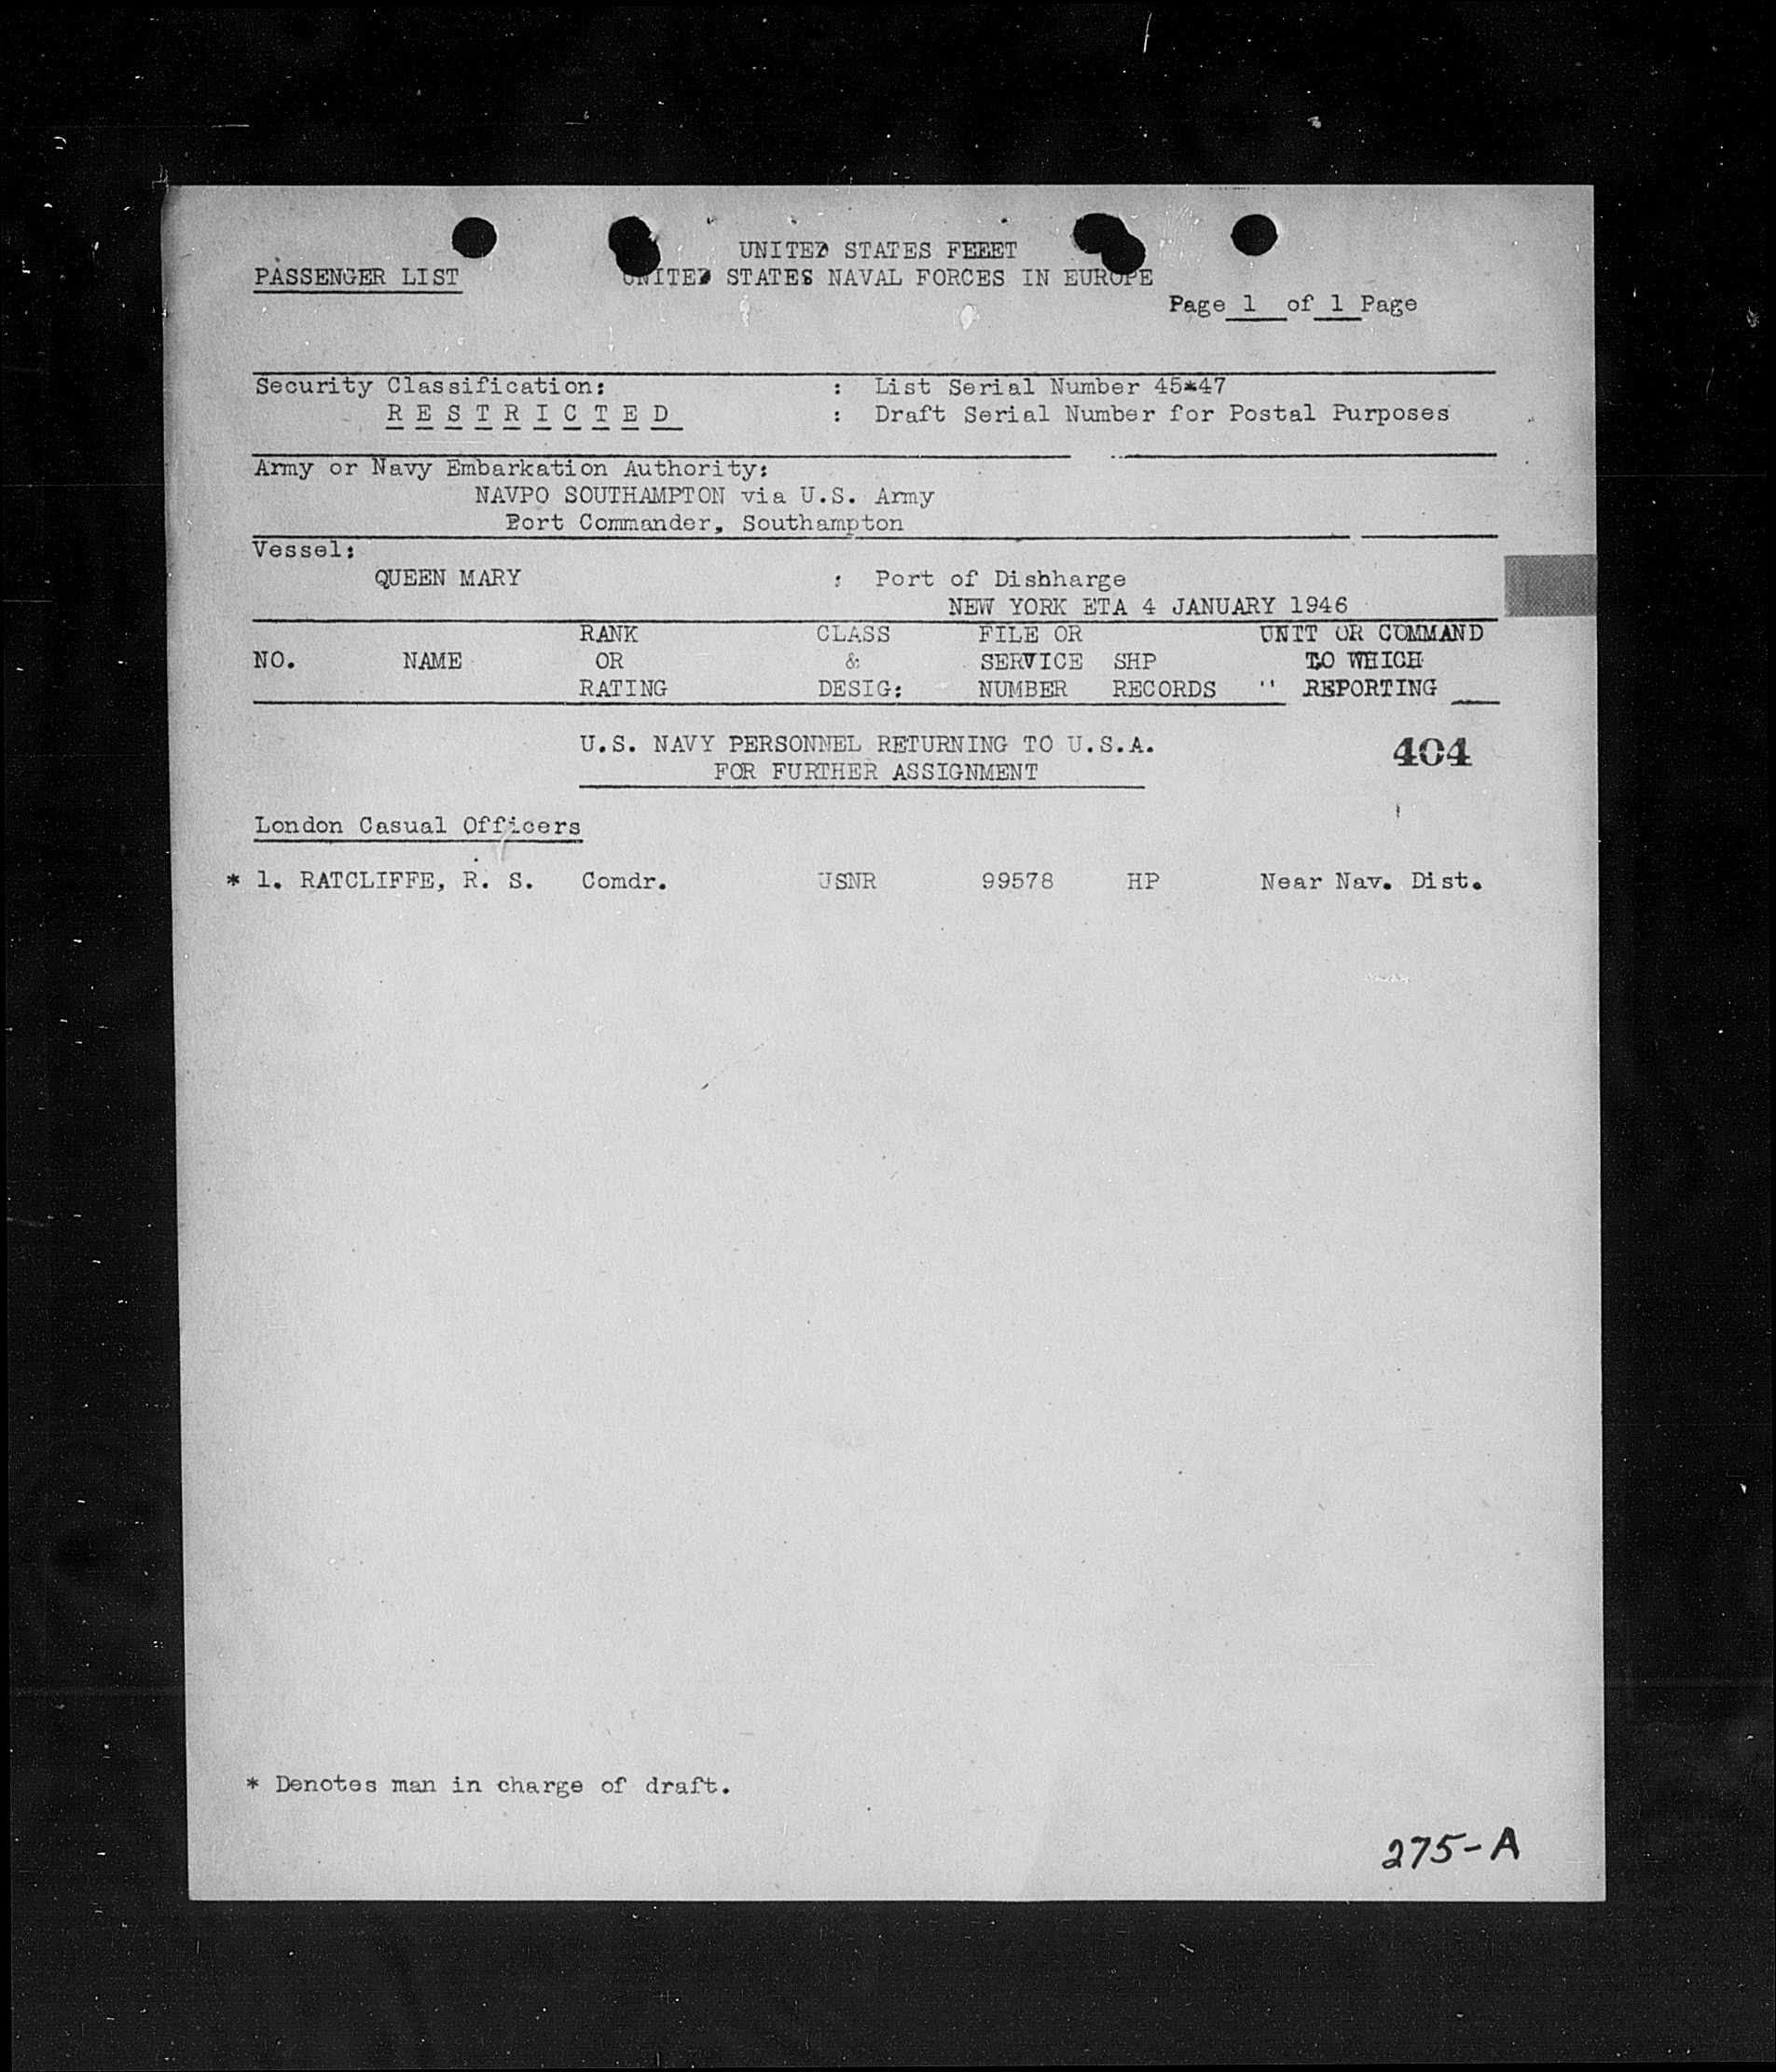 UNITED STATES FEEET
PASSENGER LIST UNITED STATES NAVAL FORCES IN EUROPE
Page 1 of 1 Page
Security Classification: : List Serial Number 45*47
R E S T R I C T E D : Draft Serial Number for Postal Purposes
Army or Navy Embarkation Authority:
NAVPO SOUTHAMPTON via U.S. Army
Port Commander, Southampton
Vessel:
QUEEN MARY : Port of Dishharge
NEW YORK ETA 4 JANUARY 1946
RANK CLASS FILE OR UNIT OR COMMAND
NO. NAME OR & SERVICE SHP TO WHICH
RATING DESIG: NUMBER RECORDS " REPORTING
U.S. NAVY PERSONNEL RETURNING TO U.S.A. 404
FOR FURTHER ASSIGNMENT
London Casual Officers
* 1. RATCLIFFE, R. S. Comdr. USNR 99578 HP Near Nav. Dist.
* Denotes man in charge of draft.
275-A